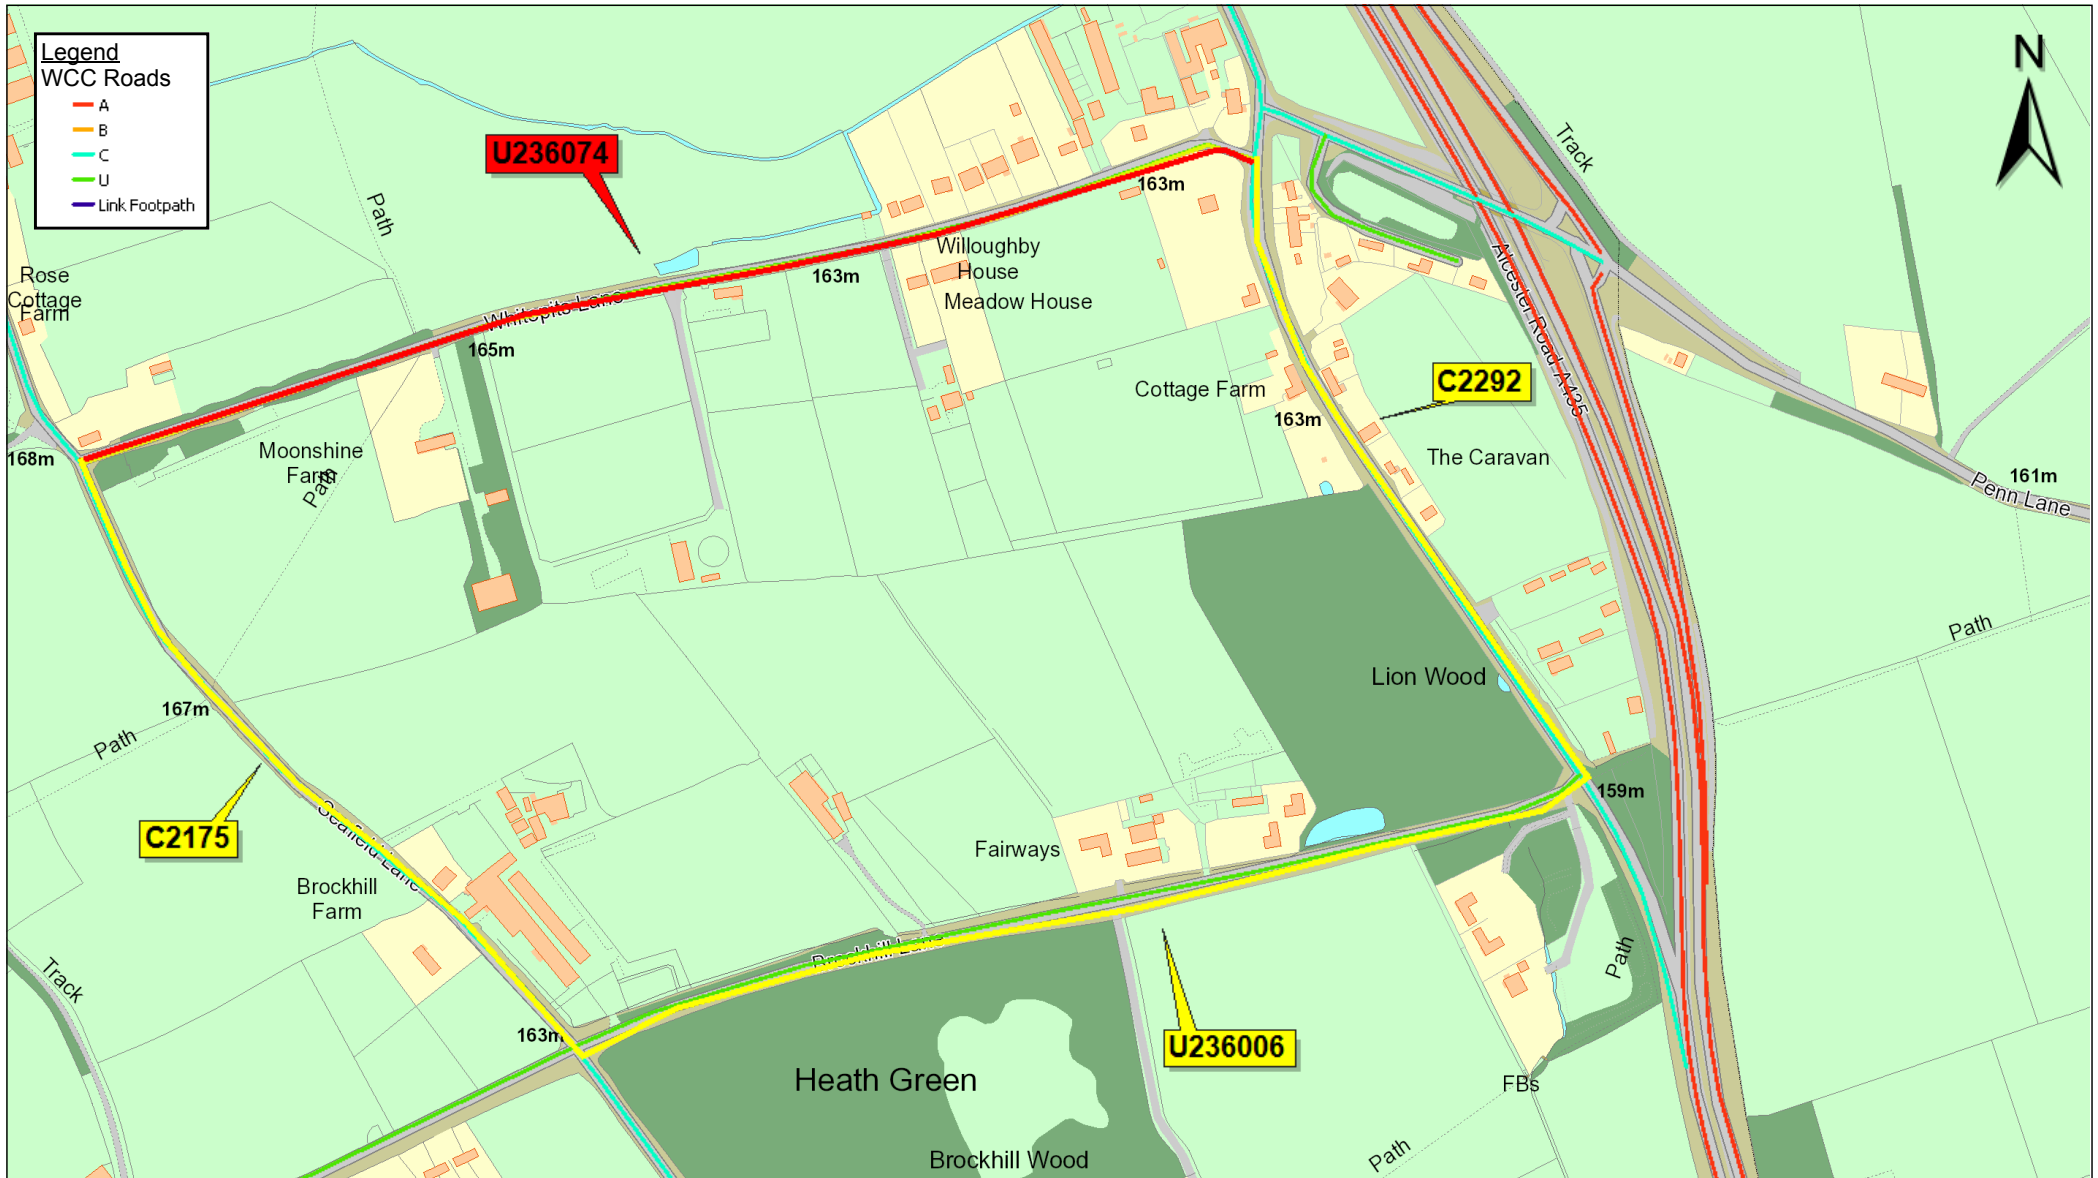 Legend
WCC Roads
A
B
C
U
Link Footpath
N
U236074
Track
Path
163m
Rose
Cottage
Farm
Willoughby
House
163m
Meadow House
Whitepits Lane
165m
Alcester Road A435
C2292
Cottage Farm
163m
Moonshine
Farm
Path
168m
The Caravan
161m
Penn Lane
Path
Lion Wood
167m
Path
159m
C2175
Seafield Lane
Fairways
Brockhill
Farm
Brockhill Lane
Path
Track
163m
U236006
Heath Green
FBs
Brockhill Wood
Path